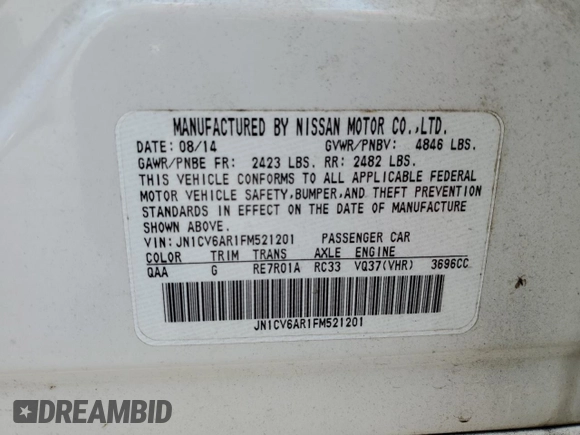 MANUFACTURED BY NISSAN MOTOR CO.,LTD.
DATE: 08/14 GVWR/PNBV: 4846 LBS.
GAWR/PNBE FR: 2423 LBS. RR: 2482 LBS.
THIS VEHICLE CONFORMS TO ALL APPLICABLE FEDERAL
MOTOR VEHICLE SAFETY,BUMPER,AND THEFT PREVENTION
STANDARDS IN EFFECT ON THE DATE OF MANUFACTURE
SHOWN ABOVE.
VIN: JN1CV6AR1FM521201 PASSENGER CAR
COLOR TRIM TRANS AXLE ENGINE
QAA G RE7R01A RC33 VQ37(VHR) 3696CC
JN1CV6AR1FM521201
DREAMBID